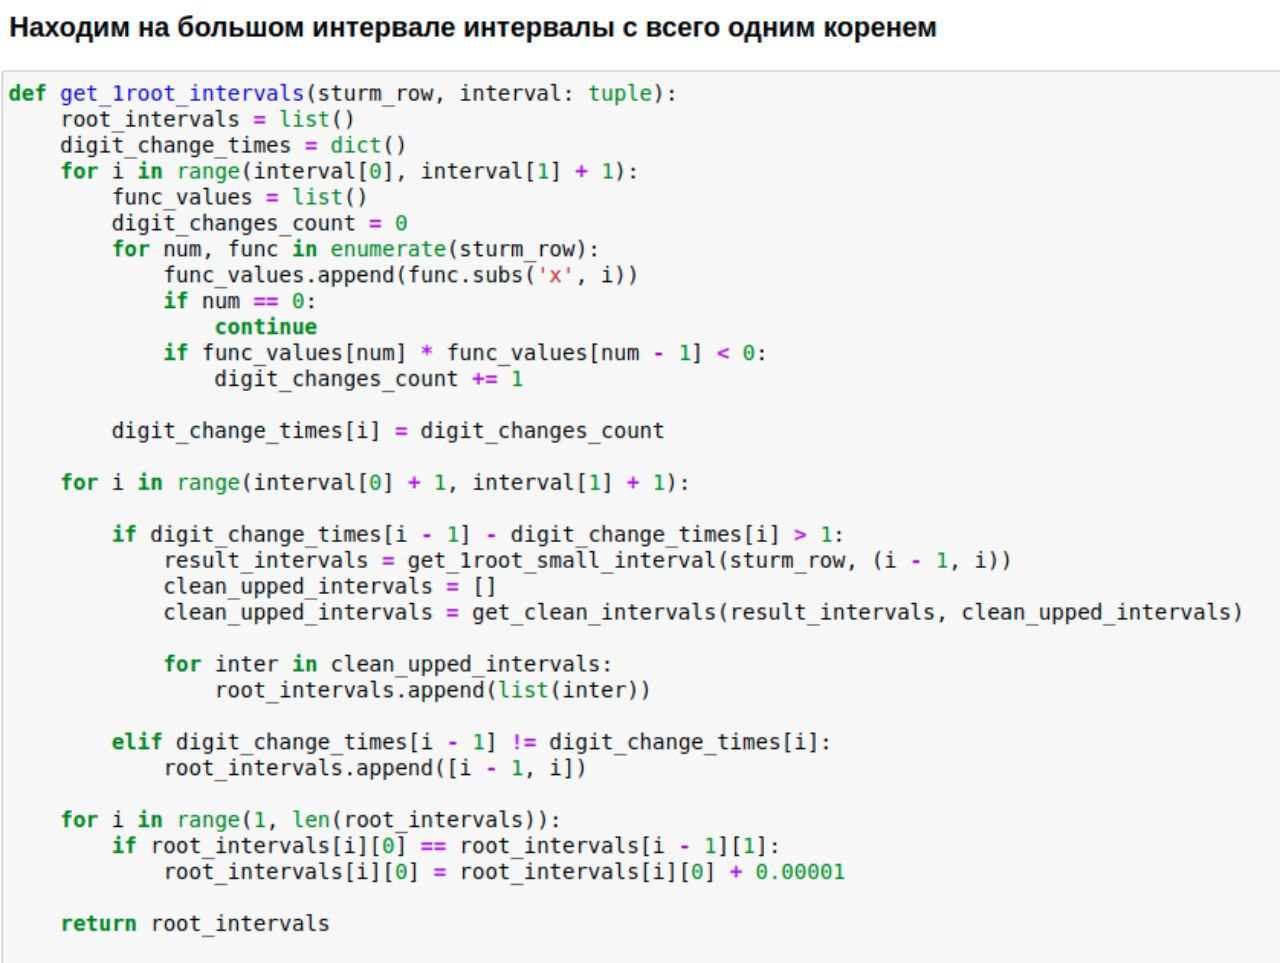 Находим на большом интервале интервалы с всего одним коренем
def get_1root_intervals(sturm_row, interval: tuple):
    root_intervals = list()
    digit_change_times = dict()
    for i in range(interval[0], interval[1] + 1):
        func_values = list()
        digit_changes_count = 0
        for num, func in enumerate(sturm_row):
            func_values.append(func.subs('x', i))
            if num == 0:
                continue
            if func_values[num] * func_values[num - 1] < 0:
                digit_changes_count += 1
        digit_change_times[i] = digit_changes_count
    for i in range(interval[0] + 1, interval[1] + 1):
        if digit_change_times[i - 1] - digit_change_times[i] > 1:
            result_intervals = get_1root_small_interval(sturm_row, (i - 1, i))
            clean_upped_intervals = []
            clean_upped_intervals = get_clean_intervals(result_intervals, clean_upped_intervals)
            for inter in clean_upped_intervals:
                root_intervals.append(list(inter))
        elif digit_change_times[i - 1] != digit_change_times[i]:
            root_intervals.append([i - 1, i])
    for i in range(1, len(root_intervals)):
        if root_intervals[i][0] == root_intervals[i - 1][1]:
            root_intervals[i][0] = root_intervals[i][0] + 0.00001
    return root_intervals